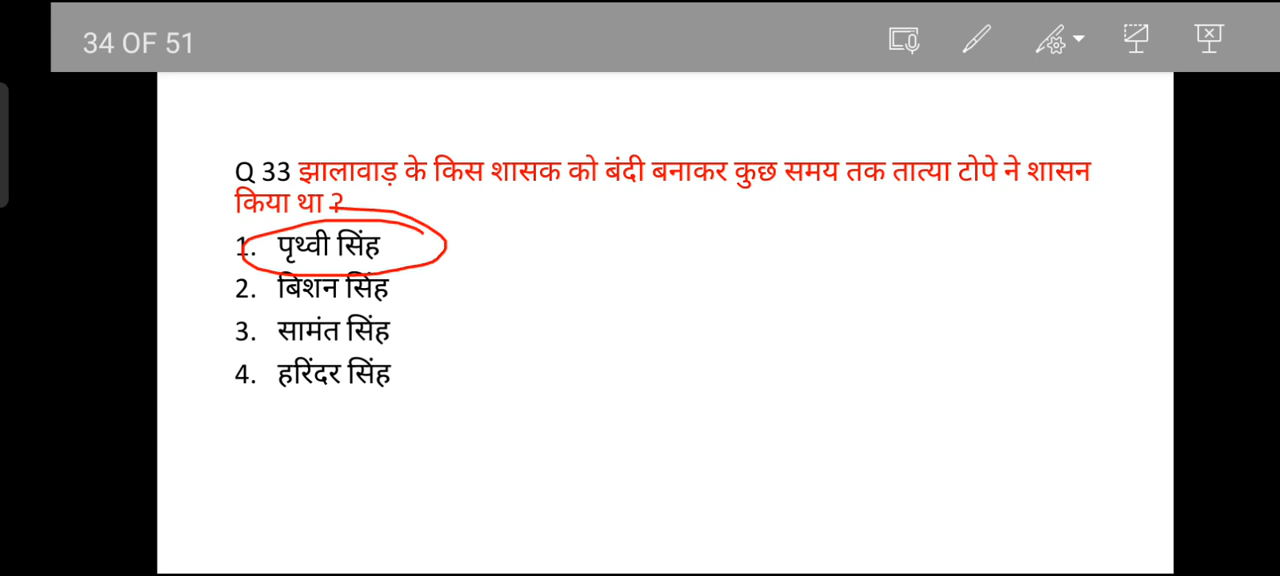 34 OF 51
Q 33 झालावाड़ के किस शासक को बंदी बनाकर कुछ समय तक तात्या टोपे ने शासन
किया था ?
1. पृथ्वी सिंह
2. बिशन सिंह
3. सामंत सिंह
4. हरिंदर सिंह